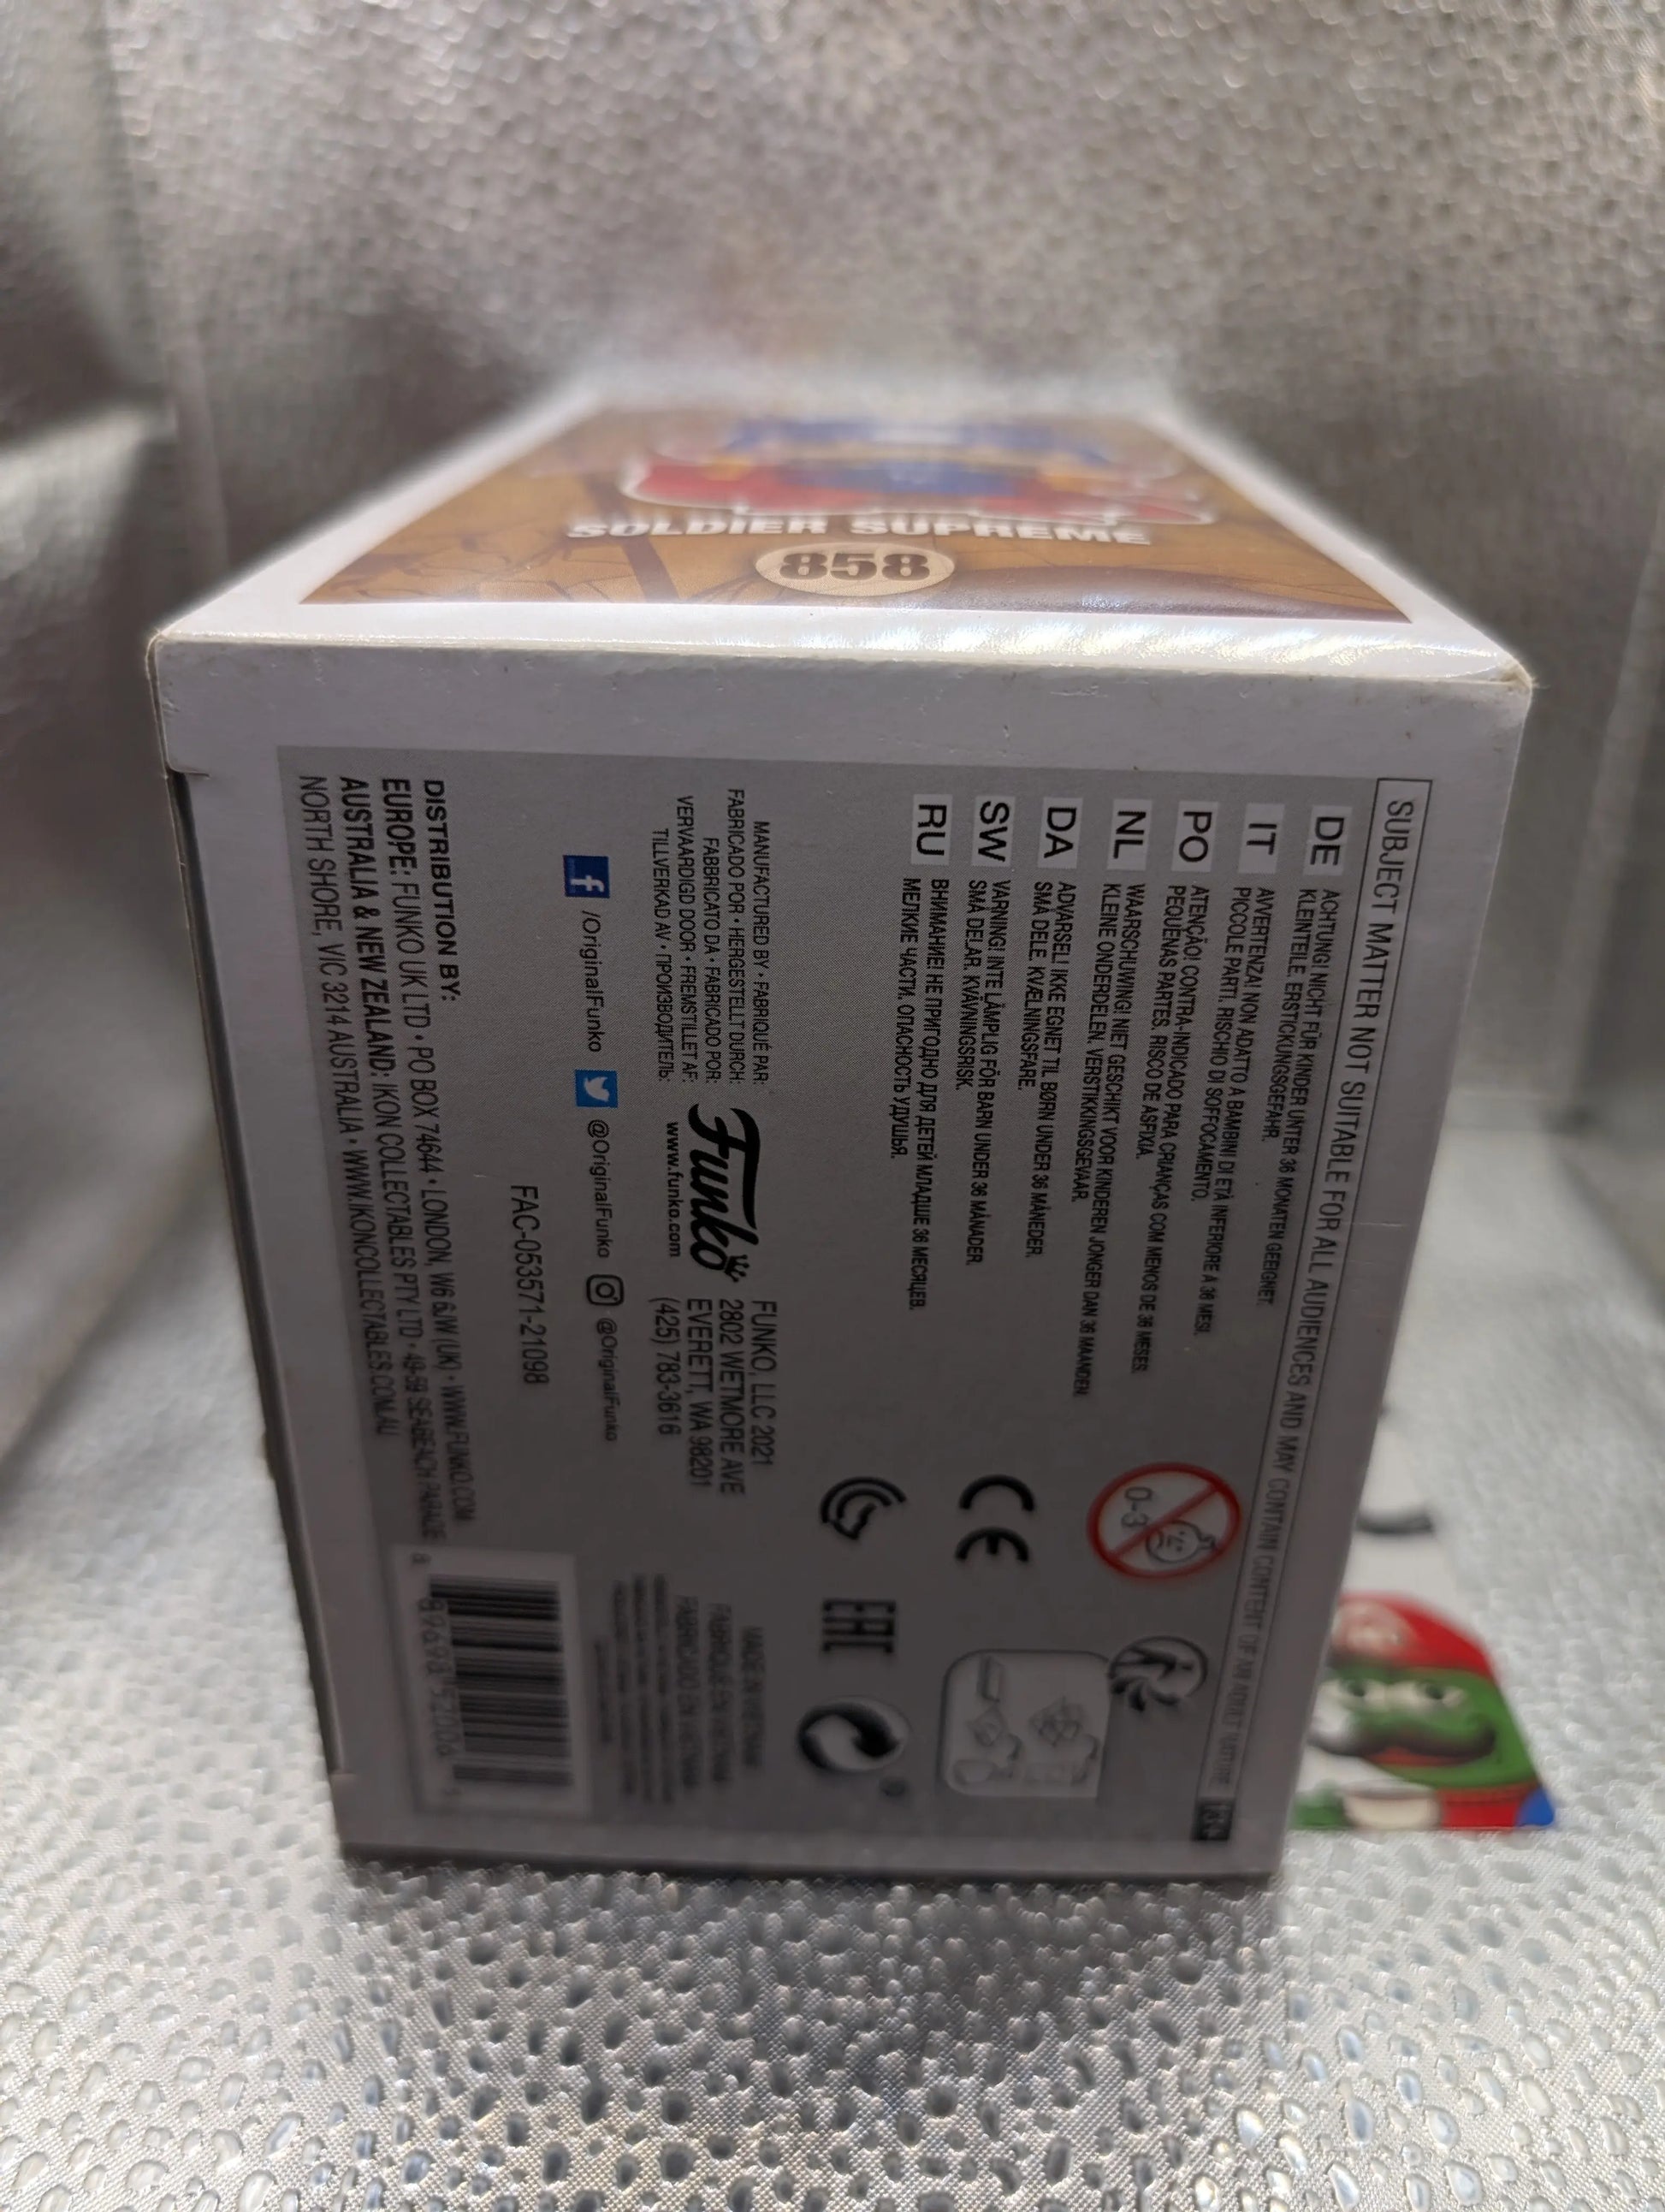 SOLDIER SUPREME
858
SUBJECT MATTER NOT SUITABLE FOR ALL AUDIENCES AND MAY CONTAIN CONTENT OF AN ADULT NATURE
DE ACHTUNG! NICHT FÜR KINDER UNTER 36 MONATEN GEEIGNET.
KLEINTEILE. ERSTICKUNGSGEFAHR.
IT AVVERTENZA! NON ADATTO A BAMBINI DI ETÀ INFERIORE A 36 MESI.
PICCOLE PARTI. RISCHIO DI SOFFOCAMENTO.
PO ATENÇÃO! CONTRA-INDICADO PARA CRIANÇAS COM MENOS DE 36 MESES.
PEQUENAS PARTES. RISCO DE ASFIXIA.
NL WAARSCHUWING! NIET GESCHIKT VOOR KINDEREN JONGER DAN 36 MAANDEN.
KLEINE ONDERDELEN. VERSTIKKINGSGEVAAR.
DA ADVARSEL! IKKE EGNET TIL BØRN UNDER 36 MÅNEDER.
SMÅ DELE. KVÆLNINGSFARE.
SW VARNING! INTE LÄMPLIG FÖR BARN UNDER 36 MÅNADER.
SMÅ DELAR. KVÄVNINGSRISK.
RU ВНИМАНИЕ! НЕ ПРИГОДНО ДЛЯ ДЕТЕЙ МЛАДШЕ 36 МЕСЯЦЕВ.
МЕЛКИЕ ЧАСТИ. ОПАСНОСТЬ УДУШЬЯ.
0-3
CE
EAC
MANUFACTURED BY • FABRIQUÉ PAR:
FABRICADO POR • HERGESTELLT DURCH:
FABBRICATO DA • FABRICADO POR:
VERVAARDIGD DOOR • FREMSTILLET AF:
TILLVERKAD AV • ПРОИЗВОДИТЕЛЬ:
Funko
www.funko.com
FUNKO, LLC 2021
2802 WETMORE AVE
EVERETT, WA 98201
(425) 783-3616
MADE IN VIETNAM
FABRIQUÉ EN VIETNAM
/OriginalFunko @OriginalFunko @OriginalFunko
FAC-053571-21098
DISTRIBUTION BY:
EUROPE: FUNKO UK LTD • PO BOX 74644 • LONDON, W6 6JW (UK) • WWW.FUNKO.COM
AUSTRALIA & NEW ZEALAND: IKON COLLECTABLES PTY LTD • 49-59 SEABEACH PARADE
NORTH SHORE, VIC 3214 AUSTRALIA • WWW.IKONCOLLECTABLES.COM.AU